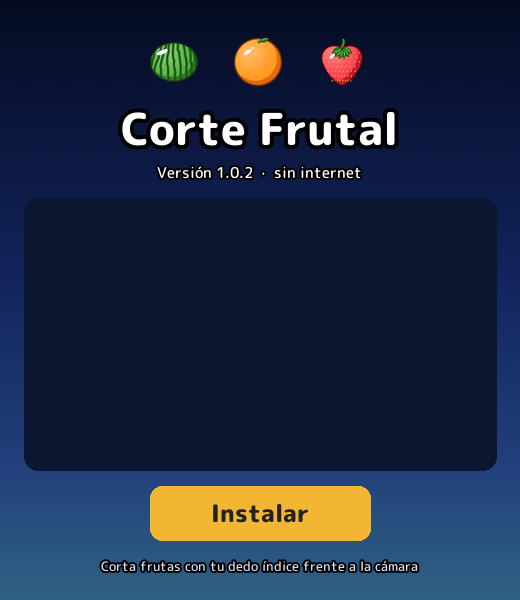 Corte Frutal
Versión 1.0.2 · sin internet
Instalar
Corta frutas con tu dedo índice frente a la cámara